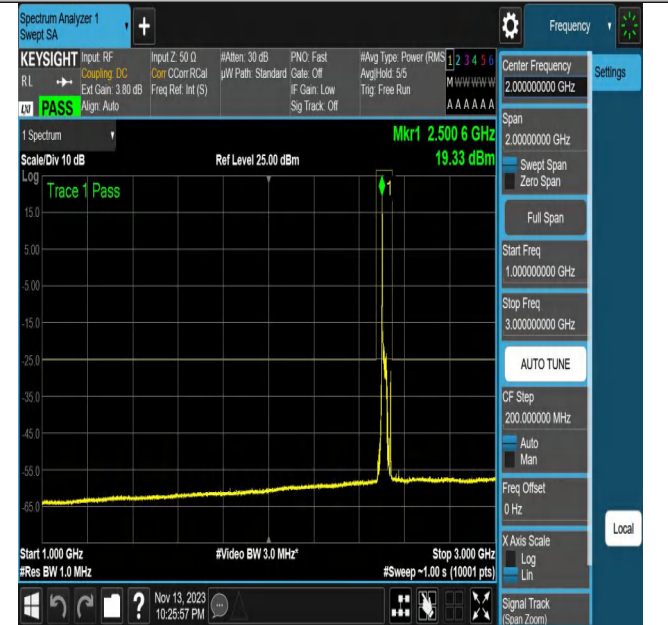 Spectrum Analyzer 1
Swept SA
+
Frequency
KEYSIGHT
RL
LXI
PASS
Input: RF
Coupling: DC
Ext Gain: 3.80 dB
Align: Auto
Input Z: 50 Ω
Corr CCorr RCal
Freq Ref: Int (S)
#Atten: 30 dB
µW Path: Standard
PNO: Fast
Gate: Off
IF Gain: Low
Sig Track: Off
#Avg Type: Power (RMS
Avg|Hold: 5/5
Trig: Free Run
1 2 3 4 5 6
M W W W W W
A A A A A A
1 Spectrum
Scale/Div 10 dB
Log
Ref Level 25.00 dBm
Mkr1 2.500 6 GHz
19.33 dBm
Trace 1 Pass
1
15.0
5.00
-5.00
-15.0
-25.0
-35.0
-45.0
-55.0
-65.0
Start 1.000 GHz
#Res BW 1.0 MHz
#Video BW 3.0 MHz*
Stop 3.000 GHz
#Sweep ~1.00 s (10001 pts)
Center Frequency
2.000000000 GHz
Settings
Span
2.00000000 GHz
Swept Span
Zero Span
Full Span
Start Freq
1.000000000 GHz
Stop Freq
3.000000000 GHz
AUTO TUNE
CF Step
200.000000 MHz
Auto
Man
Freq Offset
0 Hz
X Axis Scale
Log
Lin
Local
Signal Track
(Span Zoom)
?
Nov 13, 2023
10:25:57 PM